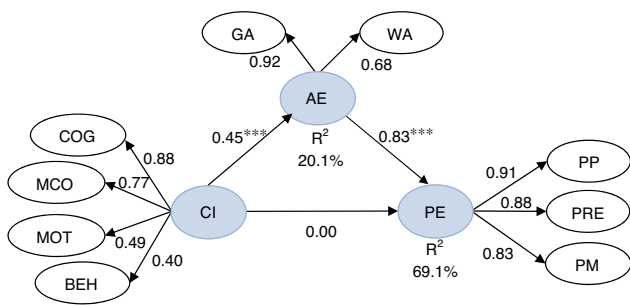 GA
WA
0.92
0.68
AE
R²
20.1%
0.45***
0.83***
COG
0.88
MCO
0.77
MOT
0.49
BEH
0.40
CI
0.00
PE
R²
69.1%
0.91
PP
0.88
PRE
0.83
PM